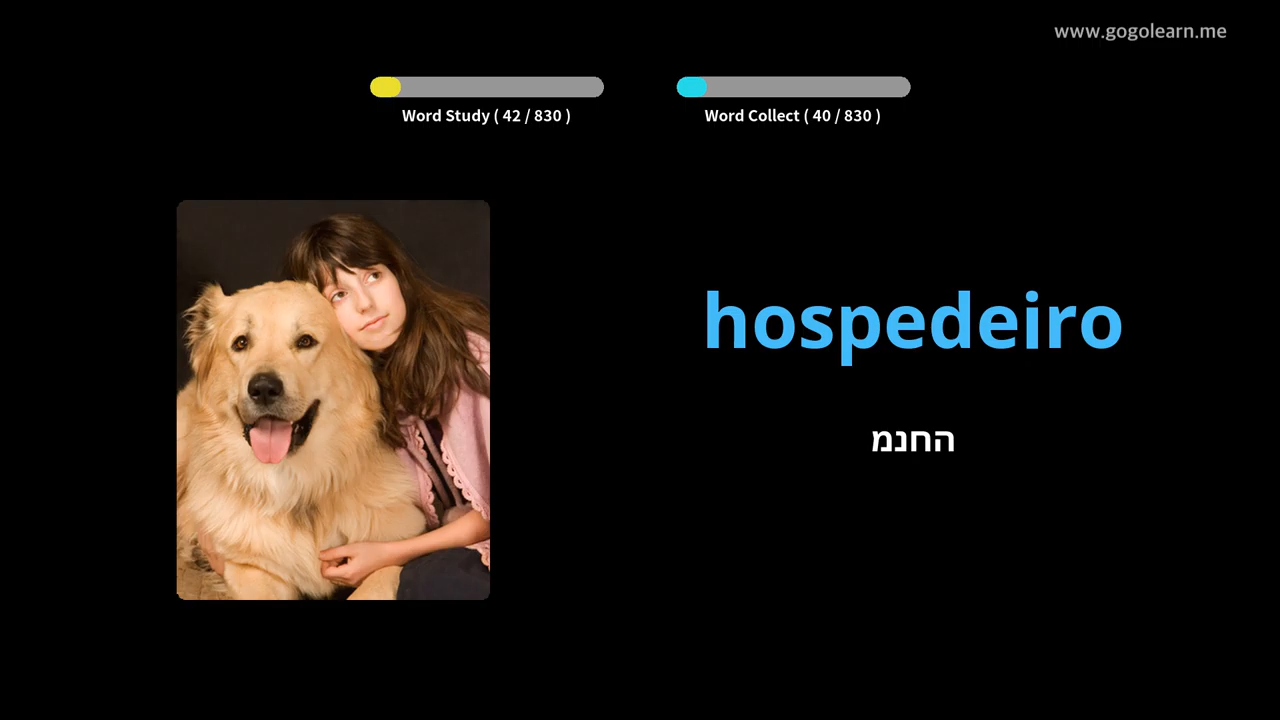 www.gogolearn.me
Word Study ( 42 / 830 )
Word Collect ( 40 / 830 )
hospedeiro
החנמ